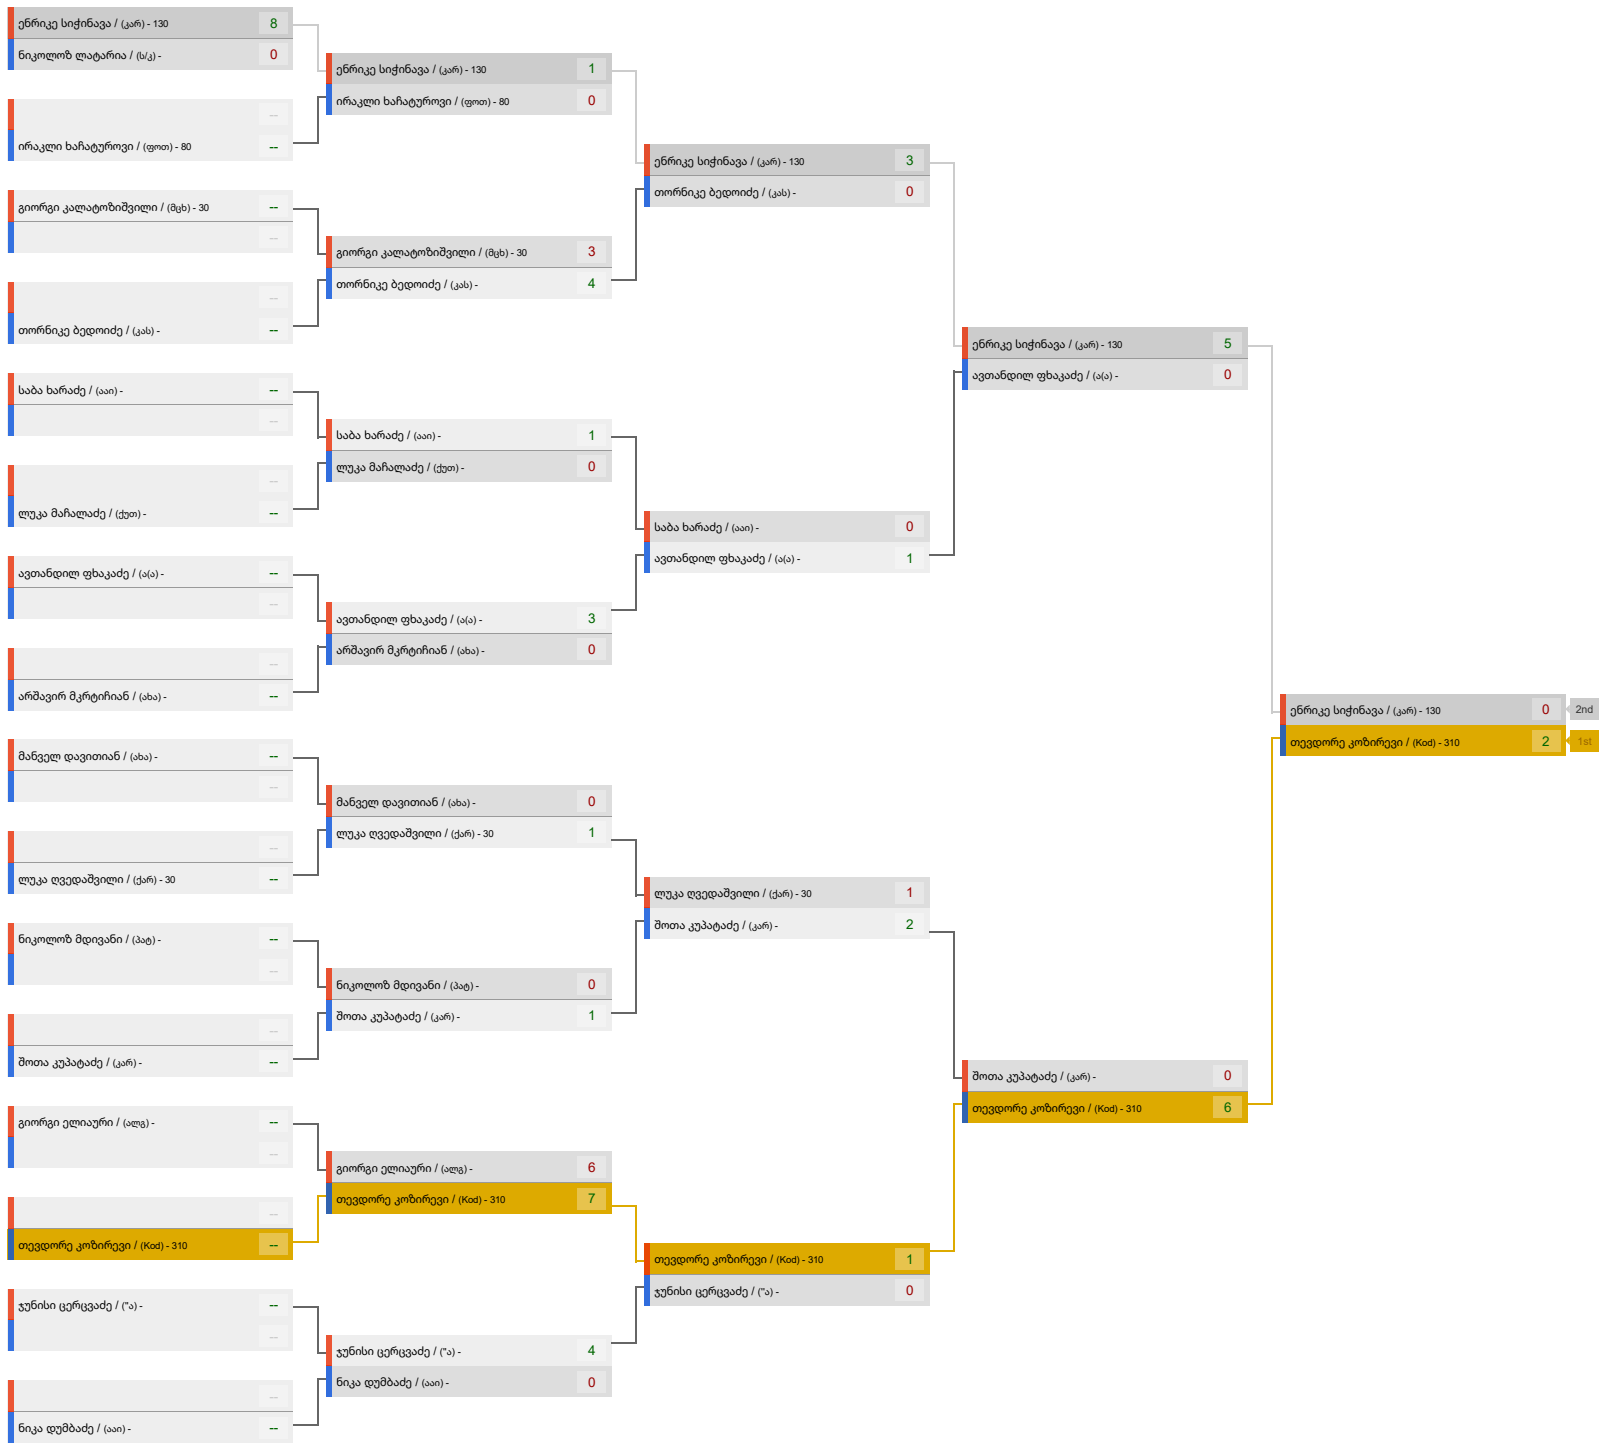 ენრიკე სიჭინავა / (კარ) - 130 8
ნიკოლოზ ლატარია / (ს/კ) - 0
--
ირაკლი ხაჩატუროვი / (ფოთ) - 80 --
გიორგი კალატოზიშვილი / (მცხ) - 30 --
--
--
თორნიკე ბედოიძე / (კას) - --
საბა ხარაძე / (ააი) - --
--
--
ლუკა მაჩალაძე / (ქუთ) - --
ავთანდილ ფხაკაძე / (ა(ა) - --
--
--
არშავირ მკრტიჩიან / (ახა) - --
მანველ დავითიან / (ახა) - --
--
--
ლუკა ღვედაშვილი / (ქარ) - 30 --
ნიკოლოზ მდივანი / (პატ) - --
--
--
შოთა კუპატაძე / (კარ) - --
გიორგი ელიაური / (ალგ) - --
--
--
თევდორე კოზირევი / (Kod) - 310 --
ჯუნისი ცერცვაძე / ("ა) - --
--
--
ნიკა დუმბაძე / (ააი) - --
ენრიკე სიჭინავა / (კარ) - 130 1
ირაკლი ხაჩატუროვი / (ფოთ) - 80 0
გიორგი კალატოზიშვილი / (მცხ) - 30 3
თორნიკე ბედოიძე / (კას) - 4
საბა ხარაძე / (ააი) - 1
ლუკა მაჩალაძე / (ქუთ) - 0
ავთანდილ ფხაკაძე / (ა(ა) - 3
არშავირ მკრტიჩიან / (ახა) - 0
მანველ დავითიან / (ახა) - 0
ლუკა ღვედაშვილი / (ქარ) - 30 1
ნიკოლოზ მდივანი / (პატ) - 0
შოთა კუპატაძე / (კარ) - 1
გიორგი ელიაური / (ალგ) - 6
თევდორე კოზირევი / (Kod) - 310 7
ჯუნისი ცერცვაძე / ("ა) - 4
ნიკა დუმბაძე / (ააი) - 0
ენრიკე სიჭინავა / (კარ) - 130 3
თორნიკე ბედოიძე / (კას) - 0
საბა ხარაძე / (ააი) - 0
ავთანდილ ფხაკაძე / (ა(ა) - 1
ლუკა ღვედაშვილი / (ქარ) - 30 1
შოთა კუპატაძე / (კარ) - 2
თევდორე კოზირევი / (Kod) - 310 1
ჯუნისი ცერცვაძე / ("ა) - 0
ენრიკე სიჭინავა / (კარ) - 130 5
ავთანდილ ფხაკაძე / (ა(ა) - 0
შოთა კუპატაძე / (კარ) - 0
თევდორე კოზირევი / (Kod) - 310 6
ენრიკე სიჭინავა / (კარ) - 130 0 2nd
თევდორე კოზირევი / (Kod) - 310 2 1st